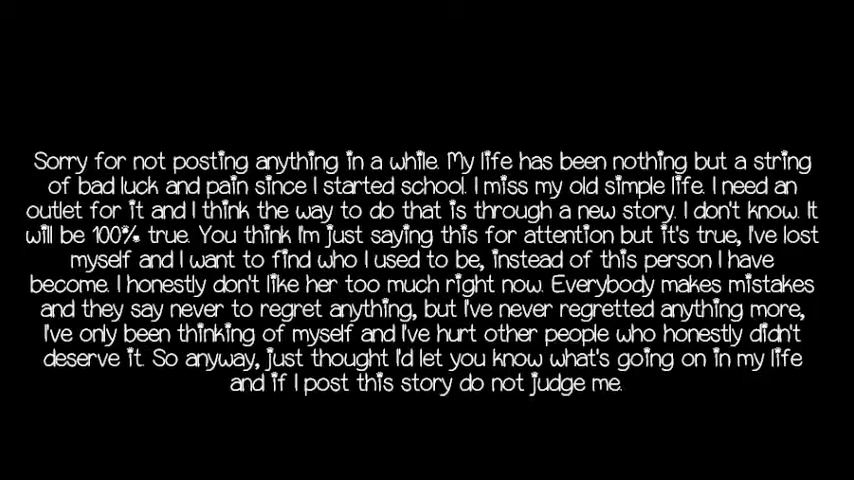 Sorry for not posting anything in a while. My life has been nothing but a string
of bad luck and pain since I started school. I miss my old simple life. I need an
outlet for it and I think the way to do that is through a new story. I don't know. It
will be 100% true. You think I'm just saying this for attention but it's true, I've lost
myself and I want to find who I used to be, instead of this person I have
become. I honestly don't like her too much right now. Everybody makes mistakes
and they say never to regret anything, but I've never regretted anything more,
I've only been thinking of myself and I've hurt other people who honestly didn't
deserve it. So anyway, just thought I'd let you know what's going on in my life
and if I post this story do not judge me.